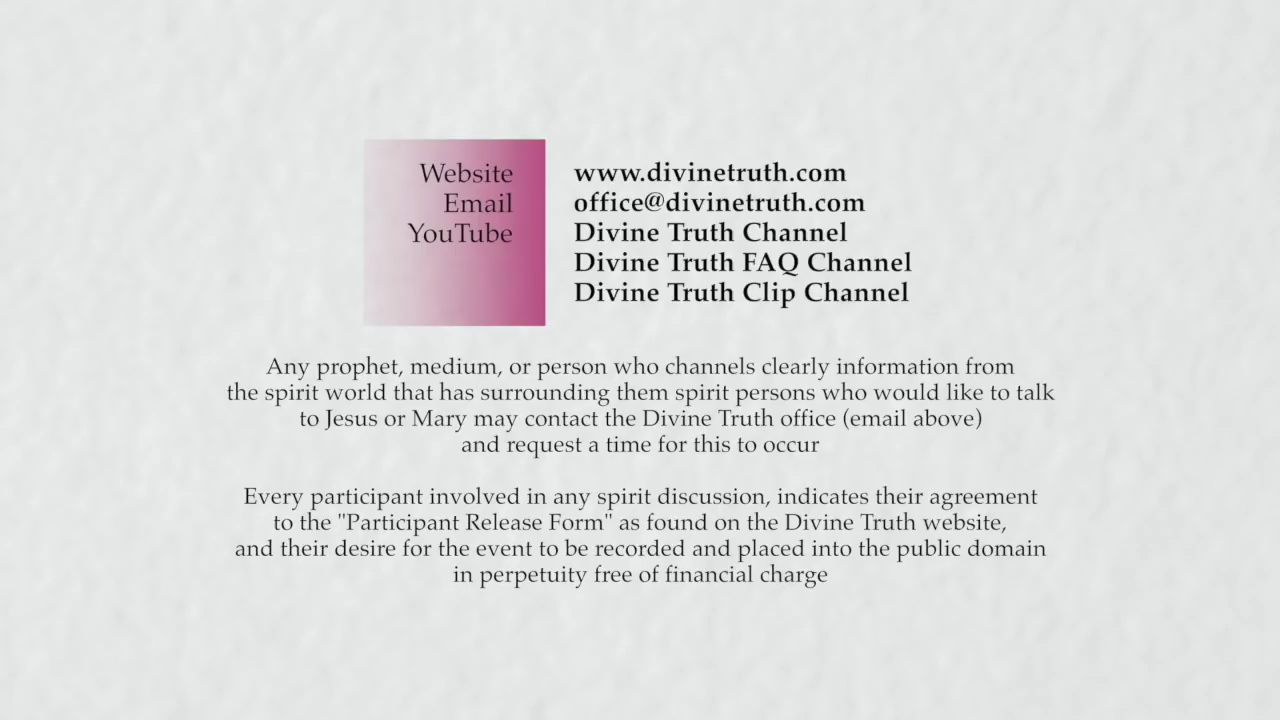 Website www.divinetruth.com
Email office@divinetruth.com
YouTube Divine Truth Channel
Divine Truth FAQ Channel
Divine Truth Clip Channel
Any prophet, medium, or person who channels clearly information from
the spirit world that has surrounding them spirit persons who would like to talk
to Jesus or Mary may contact the Divine Truth office (email above)
and request a time for this to occur
Every participant involved in any spirit discussion, indicates their agreement
to the "Participant Release Form" as found on the Divine Truth website,
and their desire for the event to be recorded and placed into the public domain
in perpetuity free of financial charge